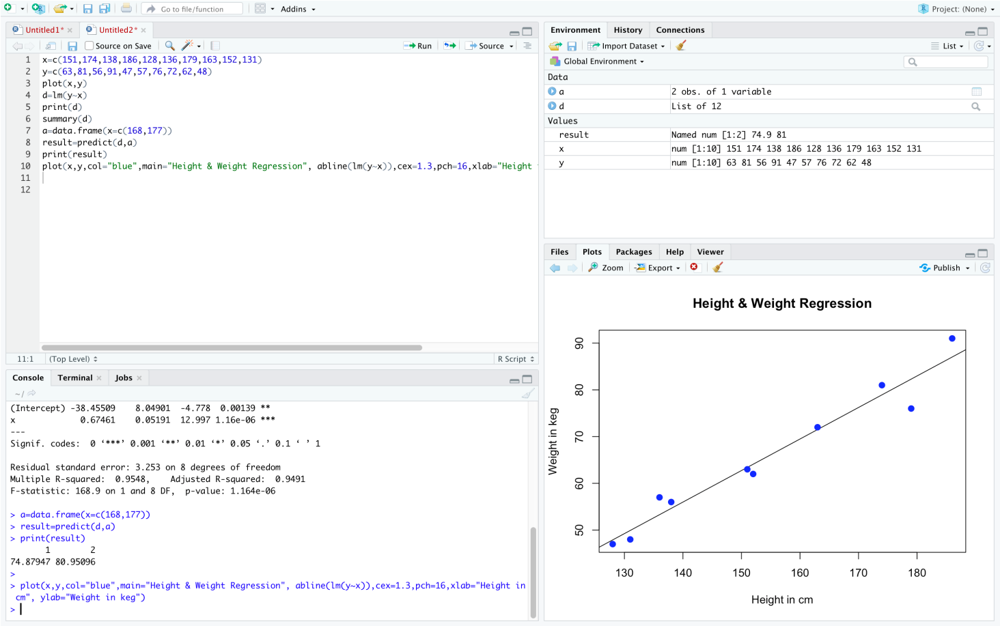 Go to file/function
Addins
Project: (None)
Untitled1*
Untitled2*
Source on Save
Run
Source
1 x=c(151,174,138,186,128,136,179,163,152,131)
2 y=c(63,81,56,91,47,57,76,72,62,48)
3 plot(x,y)
4 d=lm(y~x)
5 print(d)
6 summary(d)
7 a=data.frame(x=c(168,177))
8 result=predict(d,a)
9 print(result)
10 plot(x,y,col="blue",main="Height & Weight Regression", abline(lm(y~x)),cex=1.3,pch=16,xlab="Height
11
12
11:1 (Top Level) R Script
Console Terminal Jobs
~/
(Intercept) -38.45509 8.04901 -4.778 0.00139 **
x 0.67461 0.05191 12.997 1.16e-06 ***
---
Signif. codes: 0 ‘***’ 0.001 ‘**’ 0.01 ‘*’ 0.05 ‘.’ 0.1 ‘ ’ 1
Residual standard error: 3.253 on 8 degrees of freedom
Multiple R-squared: 0.9548, Adjusted R-squared: 0.9491
F-statistic: 168.9 on 1 and 8 DF, p-value: 1.164e-06
> a=data.frame(x=c(168,177))
> result=predict(d,a)
> print(result)
1 2
74.87947 80.95096
>
> plot(x,y,col="blue",main="Height & Weight Regression", abline(lm(y~x)),cex=1.3,pch=16,xlab="Height in
cm", ylab="Weight in keg")
>
Environment History Connections
Import Dataset List
Global Environment
Data
a 2 obs. of 1 variable
d List of 12
Values
result Named num [1:2] 74.9 81
x num [1:10] 151 174 138 186 128 136 179 163 152 131
y num [1:10] 63 81 56 91 47 57 76 72 62 48
Files Plots Packages Help Viewer
Zoom Export Publish
Height & Weight Regression
Weight in keg
90
80
70
60
50
130 140 150 160 170 180
Height in cm